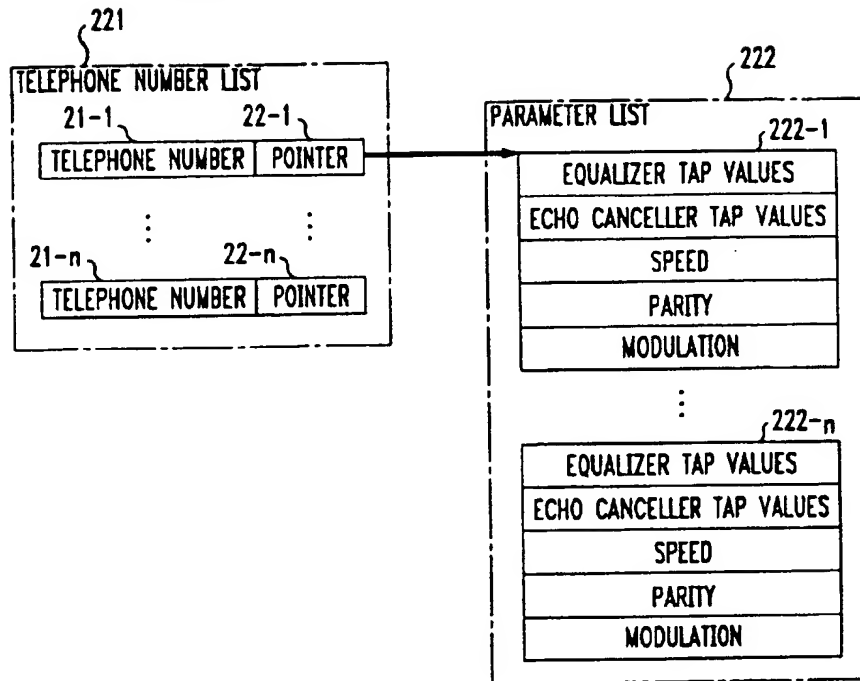 221
TELEPHONE NUMBER LIST
21-1 22-1
TELEPHONE NUMBER POINTER
21-n 22-n
TELEPHONE NUMBER POINTER
222
PARAMETER LIST
222-1
EQUALIZER TAP VALUES
ECHO CANCELLER TAP VALUES
SPEED
PARITY
MODULATION
222-n
EQUALIZER TAP VALUES
ECHO CANCELLER TAP VALUES
SPEED
PARITY
MODULATION